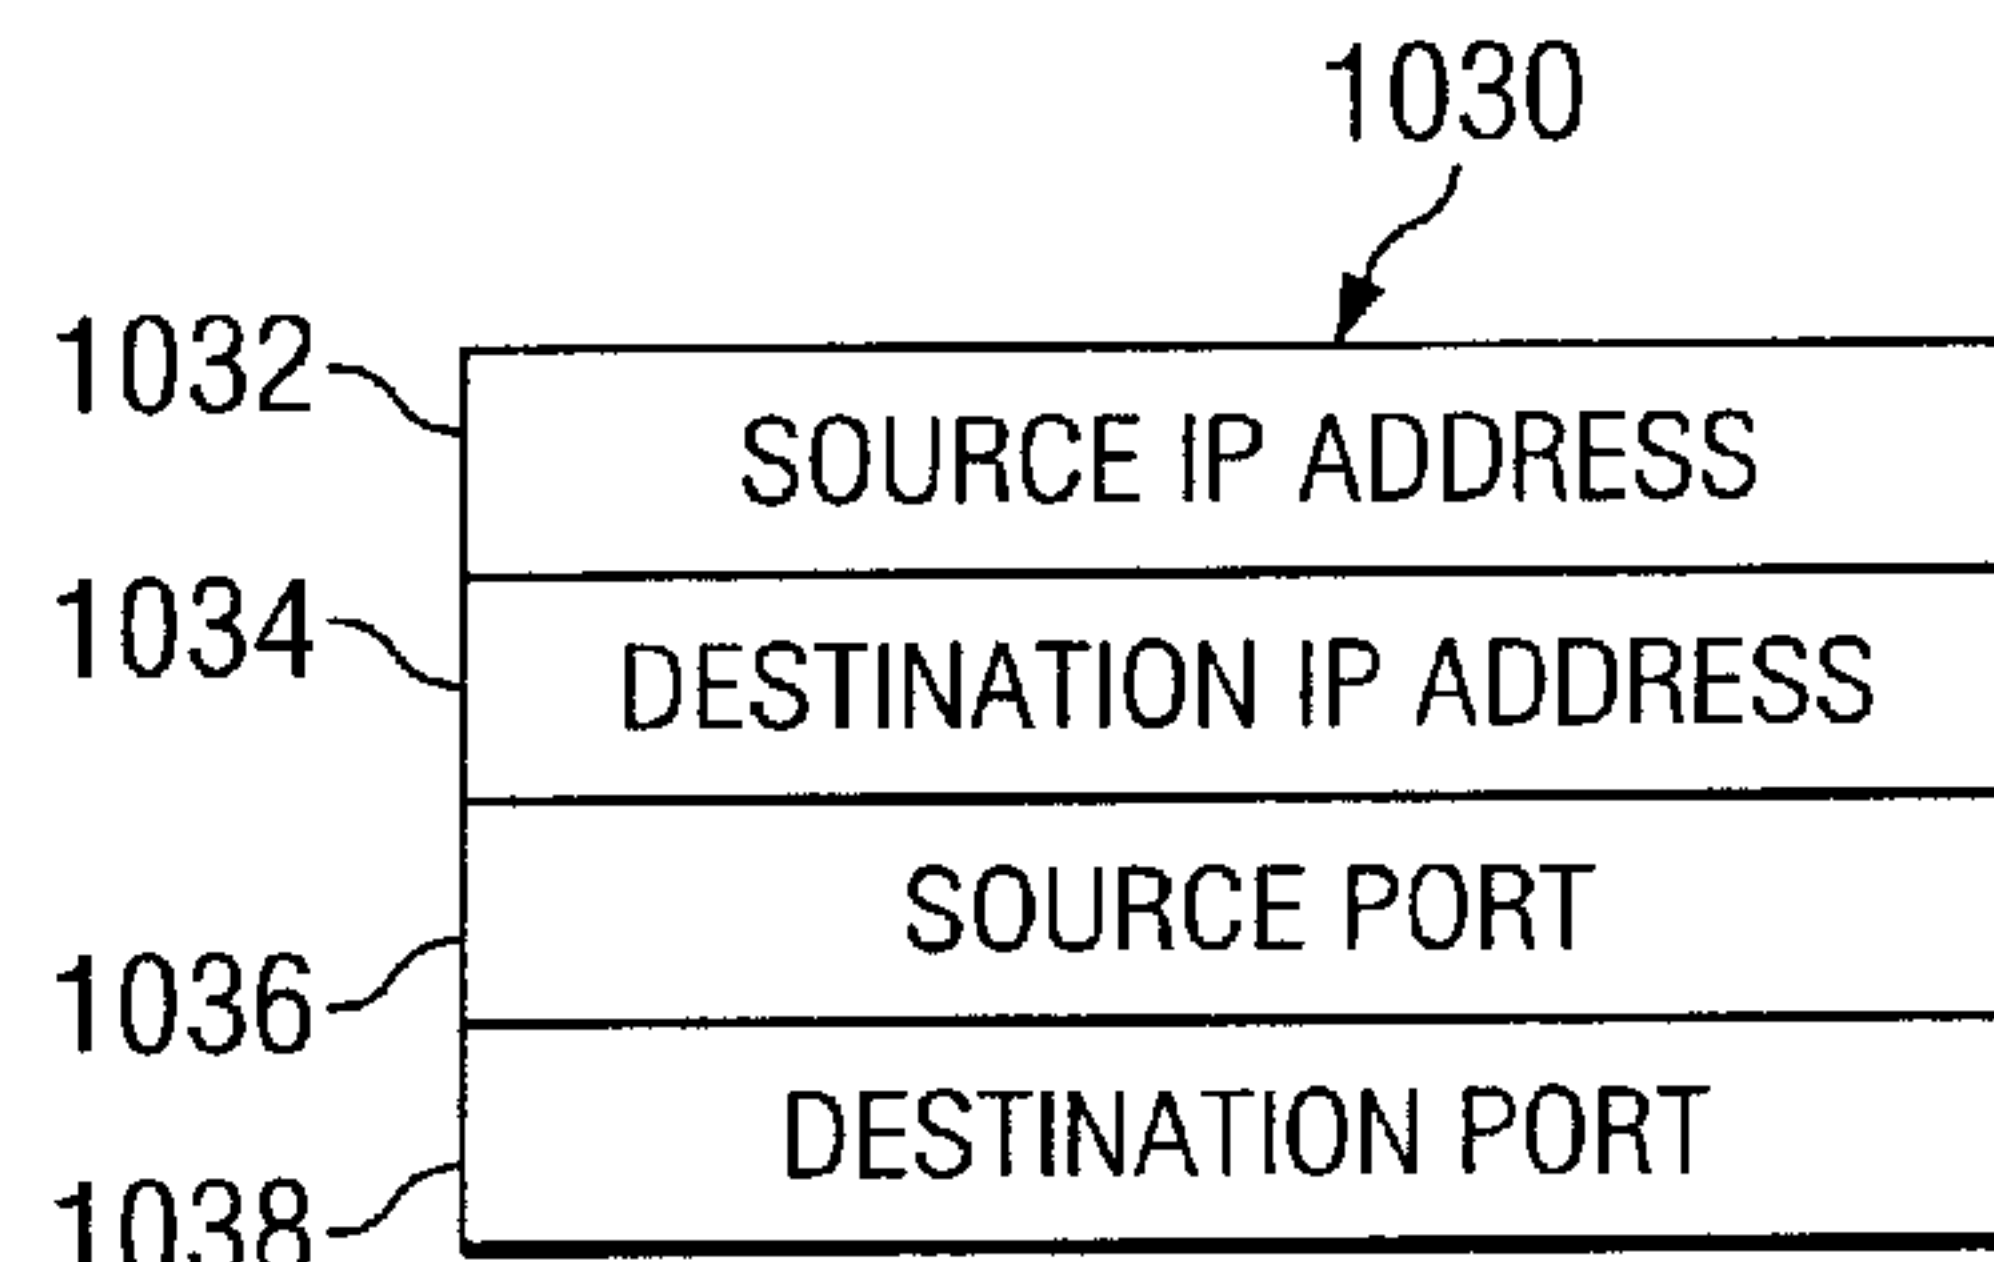 1030
1032
SOURCE IP ADDRESS
1034
DESTINATION IP ADDRESS
SOURCE PORT
1036
DESTINATION PORT
1038